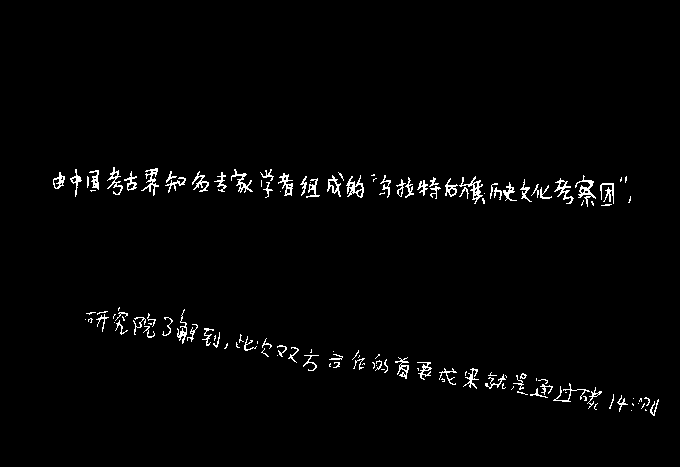 由中国考古界知名专家学者组成的“乌拉特后旗历史文化考察团”,
研究院了解到,此次双方合作的首要成果就是通过碳14测